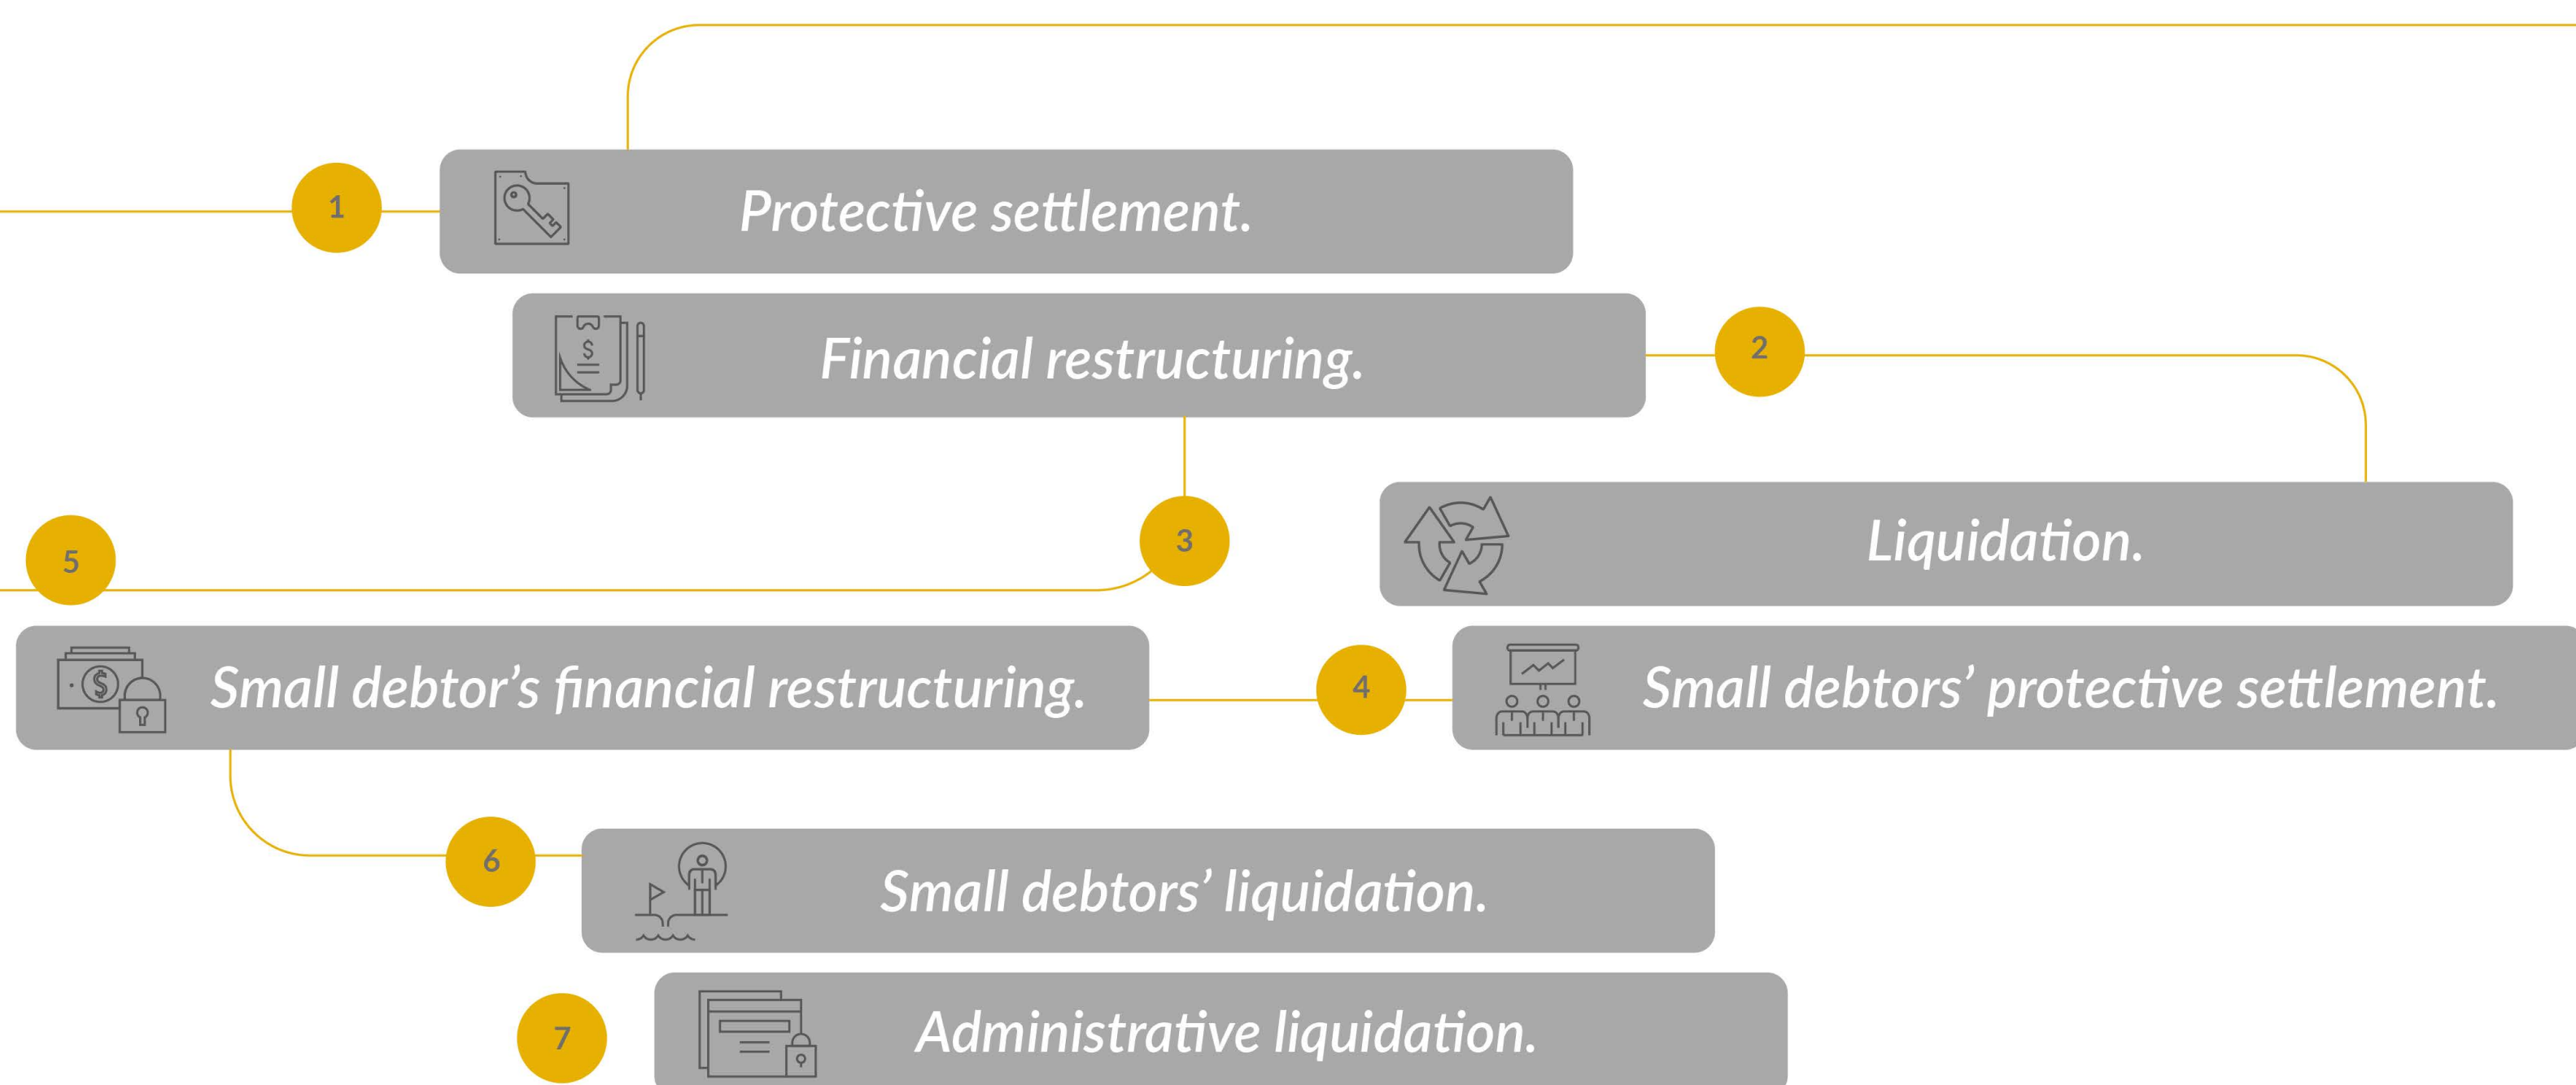 1
Protective settlement.
Financial restructuring.
2
3
Liquidation.
5
Small debtor’s financial restructuring.
4
Small debtors’ protective settlement.
6
Small debtors’ liquidation.
7
Administrative liquidation.